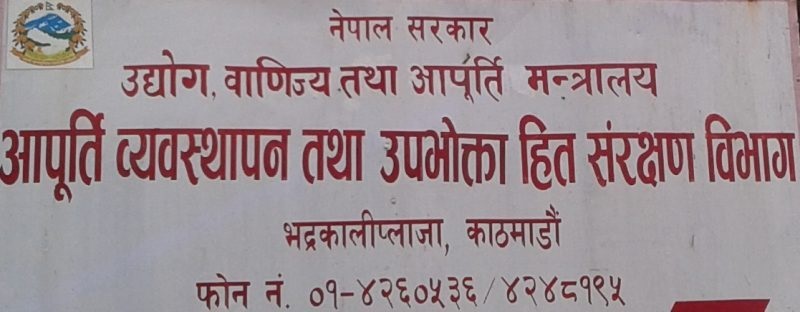 नेपाल सरकार
उद्योग, वाणिज्य तथा आपूर्ति मन्त्रालय
आपूर्ति व्यवस्थापन तथा उपभोक्ता हित संरक्षण विभाग
भद्रकालीप्लाजा, काठमाडौं
फोन नं. ०१-४२६०५३६/४२४८१९५